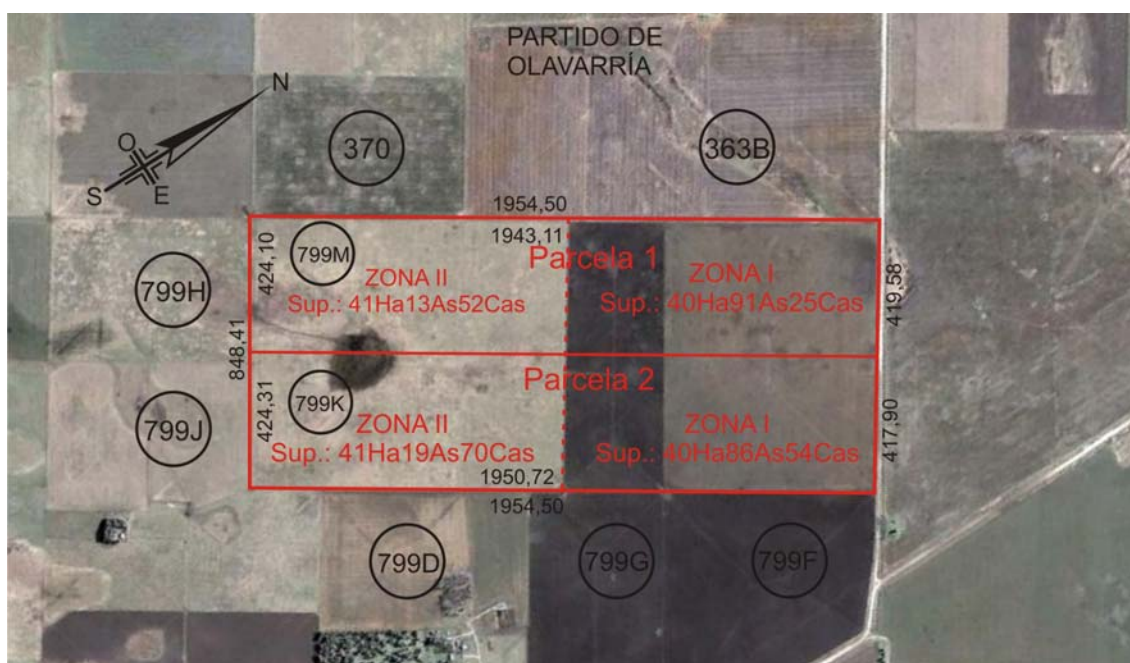 PARTIDO DE
OLAVARRÍA
N
O
S
E
370
363B
1954,50
1943,11
799M
424,10
Parcela 1
ZONA II
Sup.: 41Ha13As52Cas
ZONA I
Sup.: 40Ha91As25Cas
419,58
799H
848,41
Parcela 2
799K
424,31
ZONA II
Sup.: 41Ha19As70Cas
ZONA I
Sup.: 40Ha86As54Cas
417,90
799J
1950,72
1954,50
799D
799G
799F